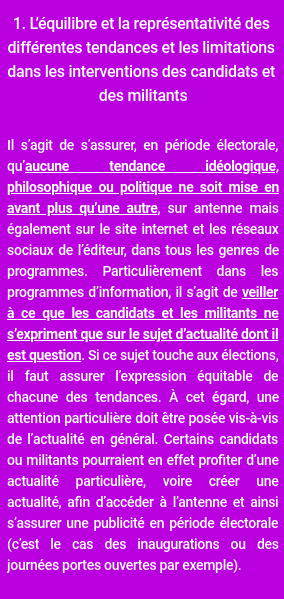 1. L’équilibre et la représentativité des
différentes tendances et les limitations
dans les interventions des candidats et
des militants
Il s’agit de s’assurer, en période électorale,
qu’aucune tendance idéologique,
philosophique ou politique ne soit mise en
avant plus qu’une autre, sur antenne mais
également sur le site internet et les réseaux
sociaux de l’éditeur, dans tous les genres de
programmes. Particulièrement dans les
programmes d’information, il s’agit de veiller
à ce que les candidats et les militants ne
s’expriment que sur le sujet d’actualité dont il
est question. Si ce sujet touche aux élections,
il faut assurer l’expression équitable de
chacune des tendances. À cet égard, une
attention particulière doit être posée vis-à-vis
de l’actualité en général. Certains candidats
ou militants pourraient en effet profiter d’une
actualité particulière, voire créer une
actualité, afin d’accéder à l’antenne et ainsi
s’assurer une publicité en période électorale
(c’est le cas des inaugurations ou des
journées portes ouvertes par exemple).